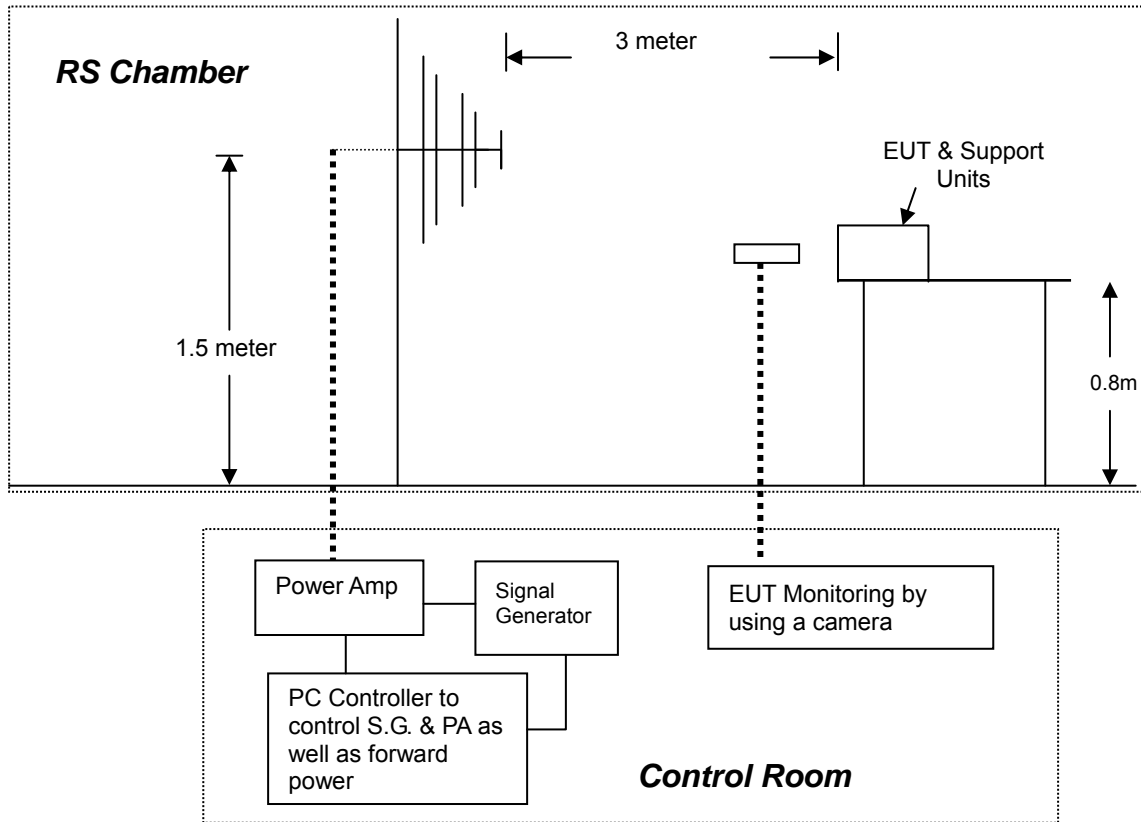 3 meter
RS Chamber
EUT & Support
Units
1.5 meter
0.8m
Power Amp
Signal
Generator
EUT Monitoring by
using a camera
PC Controller to
control S.G. & PA as
well as forward
power
Control Room